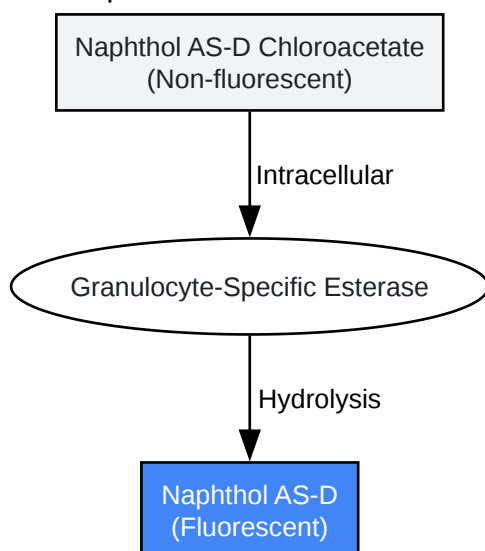 Naphthol AS-D Chloroacetate
(Non-fluorescent)
Intracellular
Granulocyte-Specific Esterase
Hydrolysis
Naphthol AS-D
(Fluorescent)